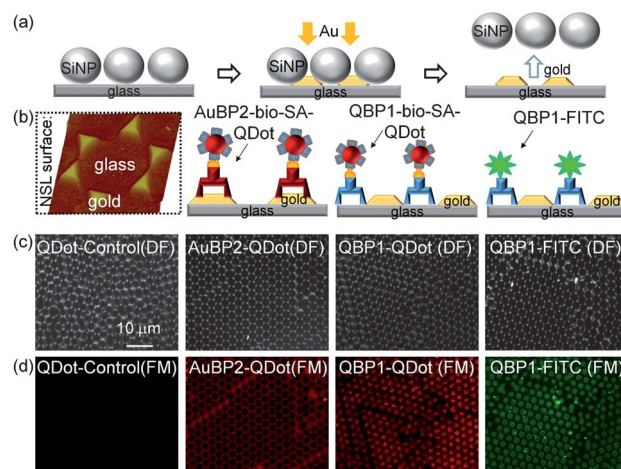 (a)
Au
SiNP
SiNP
glass
glass
gold
glass
(b)
NSL surface:
glass
gold
AuBP2-bio-SA-
QDot
QBP1-bio-SA-
QDot
QBP1-FITC
gold
glass
gold
glass
gold
glass
(c)
QDot-Control(DF)
AuBP2-QDot(DF)
QBP1-QDot (DF)
QBP1-FITC (DF)
10 μm
(d)
QDot-Control(FM)
AuBP2-QDot(FM)
QBP1-QDot (FM)
QBP1-FITC (FM)